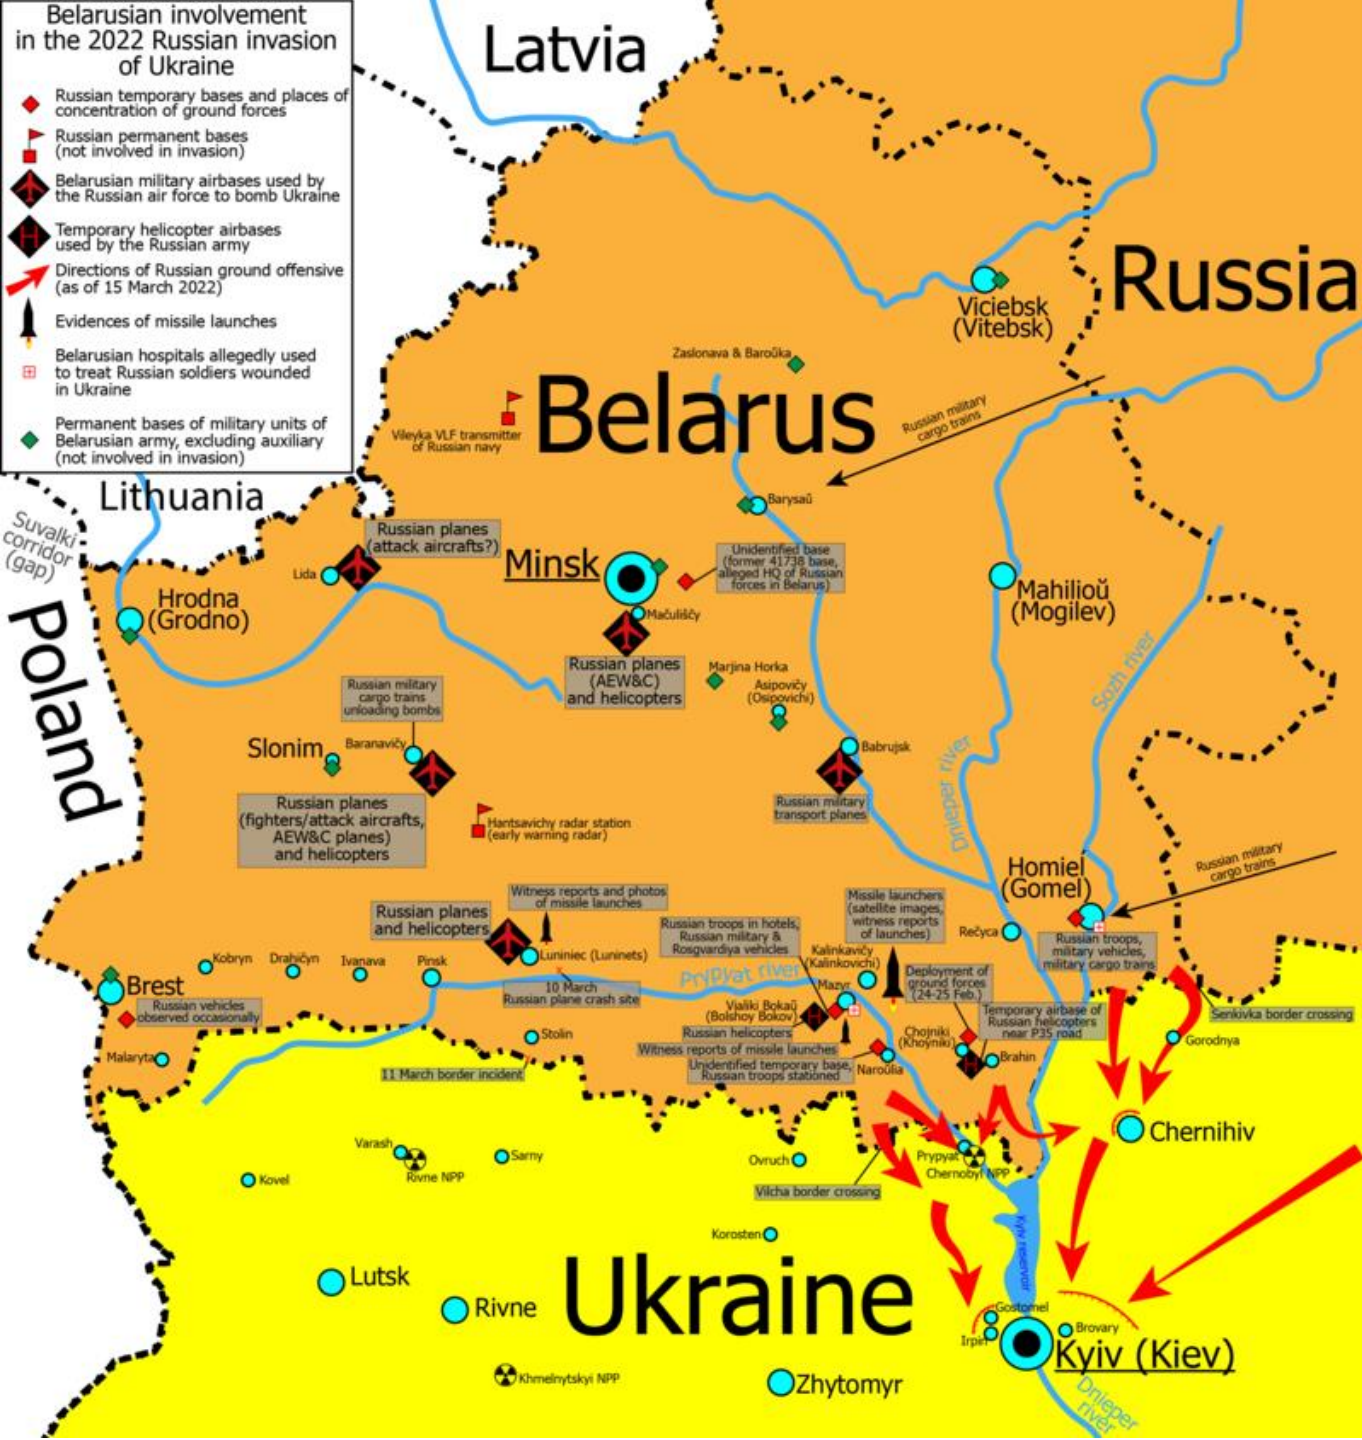 Belarusian involvement
in the 2022 Russian invasion
of Ukraine
Russian temporary bases and places of
concentration of ground forces
Russian permanent bases
(not involved in invasion)
Belarusian military airbases used by
the Russian air force to bomb Ukraine
Temporary helicopter airbases
used by the Russian army
Directions of Russian ground offensive
(as of 15 March 2022)
Evidences of missile launches
Belarusian hospitals allegedly used
to treat Russian soldiers wounded
in Ukraine
Permanent bases of military units of
Belarusian army, excluding auxiliary
(not involved in invasion)
Latvia
Russia
Viciebsk
(Vitebsk)
Zaslonava & Baroŭka
Belarus
Russian military
cargo trains
Vileyka VLF transmitter
of Russian navy
Lithuania
Suvalki
corridor
(gap)
Poland
Barysaŭ
Russian planes
(attack aircrafts?)
Lida
Minsk
Unidentified base
(former 41738 base,
alleged HQ of Russian
forces in Belarus)
Hrodna
(Grodno)
Mačuliščy
Mahilioŭ
(Mogilev)
Russian planes
(AEW&C)
and helicopters
Marjina Horka
Asipovičy
(Osipovichi)
Sozh river
Russian military
cargo trains
unloading bombs
Slonim
Baranavičy
Babrujsk
Dnieper river
Russian planes
(fighters/attack aircrafts,
AEW&C planes)
and helicopters
Russian military
transport planes
Hantsavichy radar station
(early warning radar)
Homiel
(Gomel)
Russian military
cargo trains
Witness reports and photos
of missile launches
Russian planes
and helicopters
Missile launchers
(satellite images,
witness reports
of launches)
Russian troops in hotels,
Russian military &
Rosgvardiya vehicles
Rečyca
Russian troops,
military vehicles,
military cargo trains
Kobryn
Drahičyn
Ivanava
Pinsk
Luniniec (Luninets)
Kalinkavičy
(Kalinkovichi)
Prypyat river
Deployment of
ground forces
(24-25 Feb.)
Brest
Russian vehicles
observed occasionally
10 March
Russian plane crash site
Mazyr
Vialiki Bokaŭ
(Bolshoy Bokov)
Temporary airbase of
Russian helicopters
near P35 road
Senkivka border crossing
Russian helicopters
Chojniki
(Khoyniki)
Stolin
Witness reports of missile launches
Gorodnya
Malaryta
Unidentified temporary base,
Russian troops stationed
Naroŭlia
Brahin
11 March border incident
Chernihiv
Varash
Rivne NPP
Sarny
Ovruch
Prypyat
Chernobyl NPP
Kovel
Vilcha border crossing
Korosten
Kyiv reservoir
Lutsk
Rivne
Ukraine
Gostomel
Irpin
Brovary
Kyiv (Kiev)
Khmelnytskyi NPP
Zhytomyr
Dnieper
river